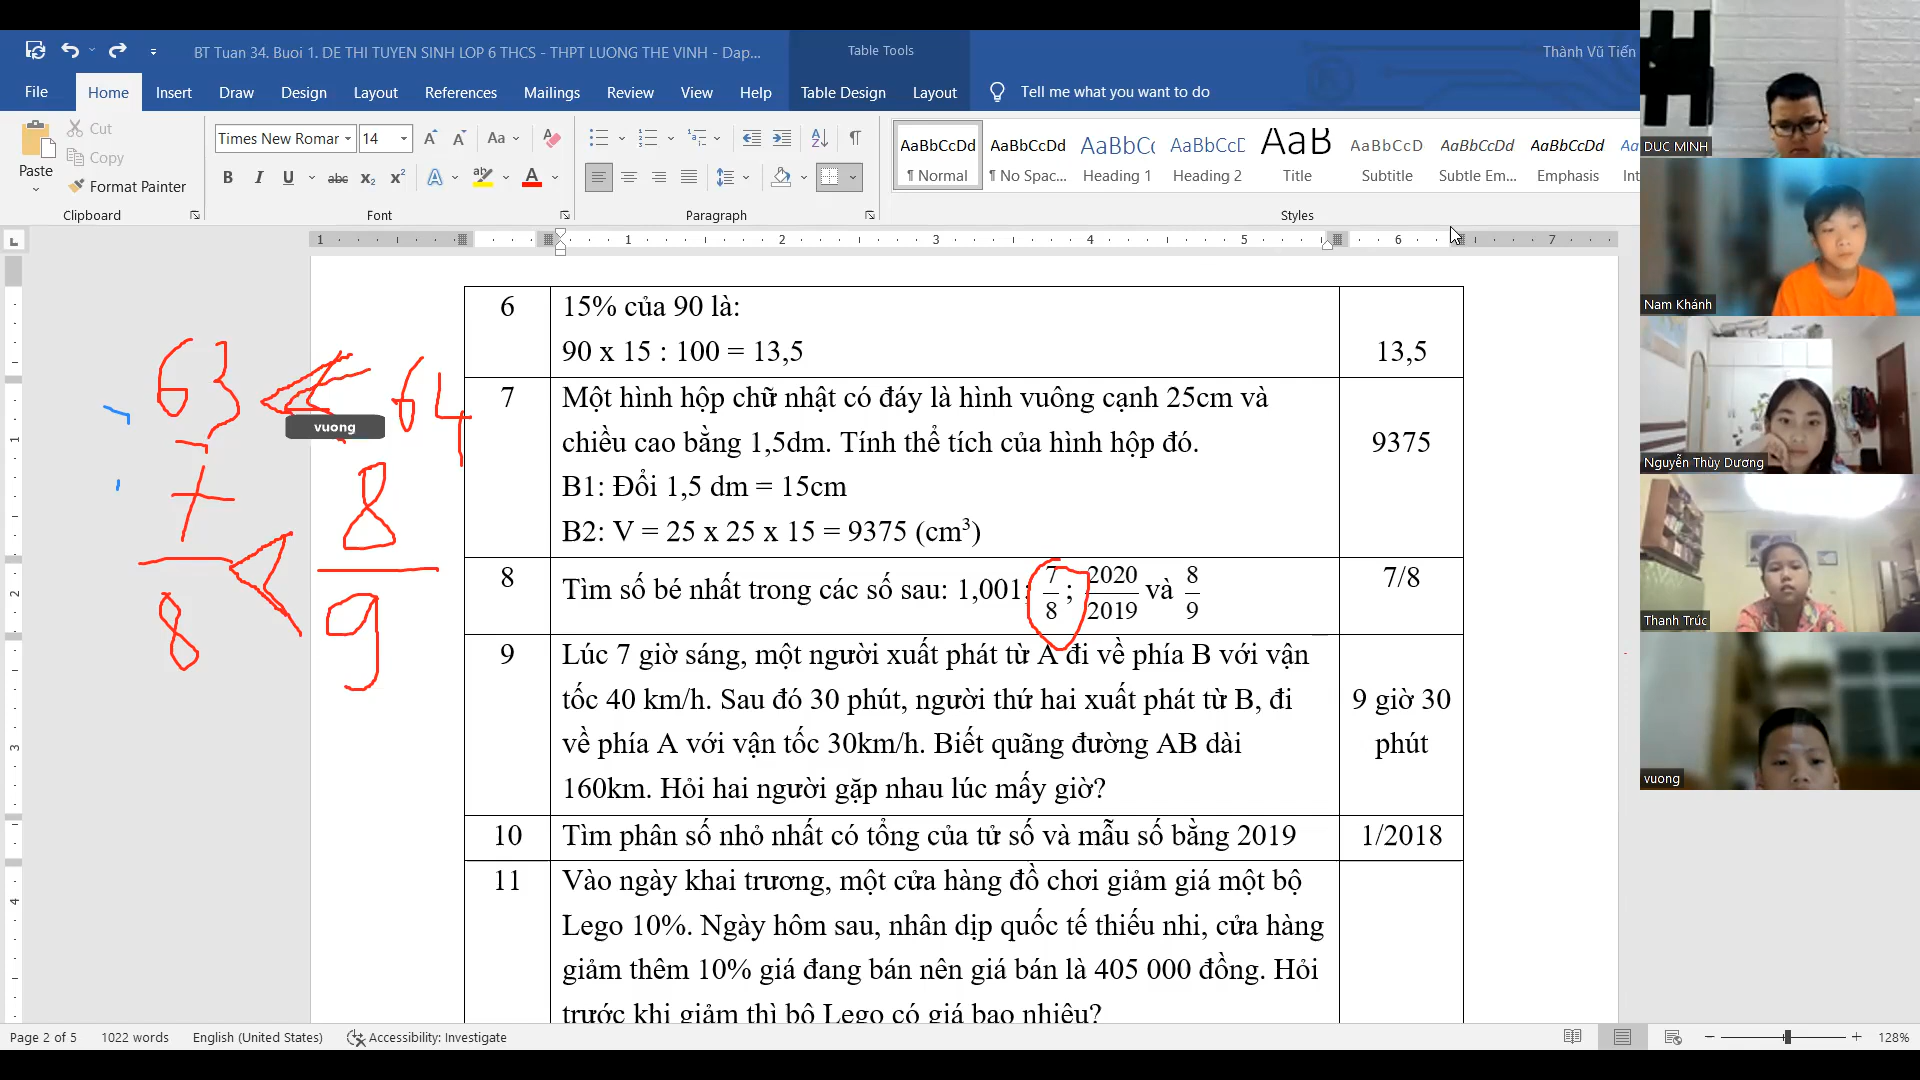 BT Tuan 34. Buoi 1. DE THI TUYEN SINH LOP 6 THCS - THPT LUONG THE VINH - Dap...
Table Tools
Thành Vũ Tiến
File Home Insert Draw Design Layout References Mailings Review View Help Table Design Layout Tell me what you want to do
Paste
Cut
Copy
Format Painter
Clipboard
Times New Romar 14
Font
Paragraph
AaBbCcDd AaBbCcDd AaBbCc AaBbCcD AaB AaBbCcD AaBbCcDd AaBbCcDd
¶ Normal ¶ No Spac... Heading 1 Heading 2 Title Subtitle Subtle Em... Emphasis
Styles
1 1 2 3 4 5 6 7
6 15% của 90 là:
90 x 15 : 100 = 13,5 13,5
7 Một hình hộp chữ nhật có đáy là hình vuông cạnh 25cm và
chiều cao bằng 1,5dm. Tính thể tích của hình hộp đó. 9375
B1: Đổi 1,5 dm = 15cm
B2: V = 25 x 25 x 15 = 9375 (cm³)
8 Tìm số bé nhất trong các số sau: 1,001; 7/8 ; 2020/2019 và 8/9 7/8
9 Lúc 7 giờ sáng, một người xuất phát từ A đi về phía B với vận
tốc 40 km/h. Sau đó 30 phút, người thứ hai xuất phát từ B, đi 9 giờ 30
về phía A với vận tốc 30km/h. Biết quãng đường AB dài phút
160km. Hỏi hai người gặp nhau lúc mấy giờ?
10 Tìm phân số nhỏ nhất có tổng của tử số và mẫu số bằng 2019 1/2018
11 Vào ngày khai trương, một cửa hàng đồ chơi giảm giá một bộ
Lego 10%. Ngày hôm sau, nhân dịp quốc tế thiếu nhi, cửa hàng
giảm thêm 10% giá đang bán nên giá bán là 405 000 đồng. Hỏi
trước khi giảm thì bộ Lego có giá bao nhiêu?
63 < 64
vuong
7 8
<
8 9
DUC MINH
Nam Khánh
Nguyễn Thùy Dương
Thanh Trúc
vuong
Page 2 of 5 1022 words English (United States) Accessibility: Investigate 128%